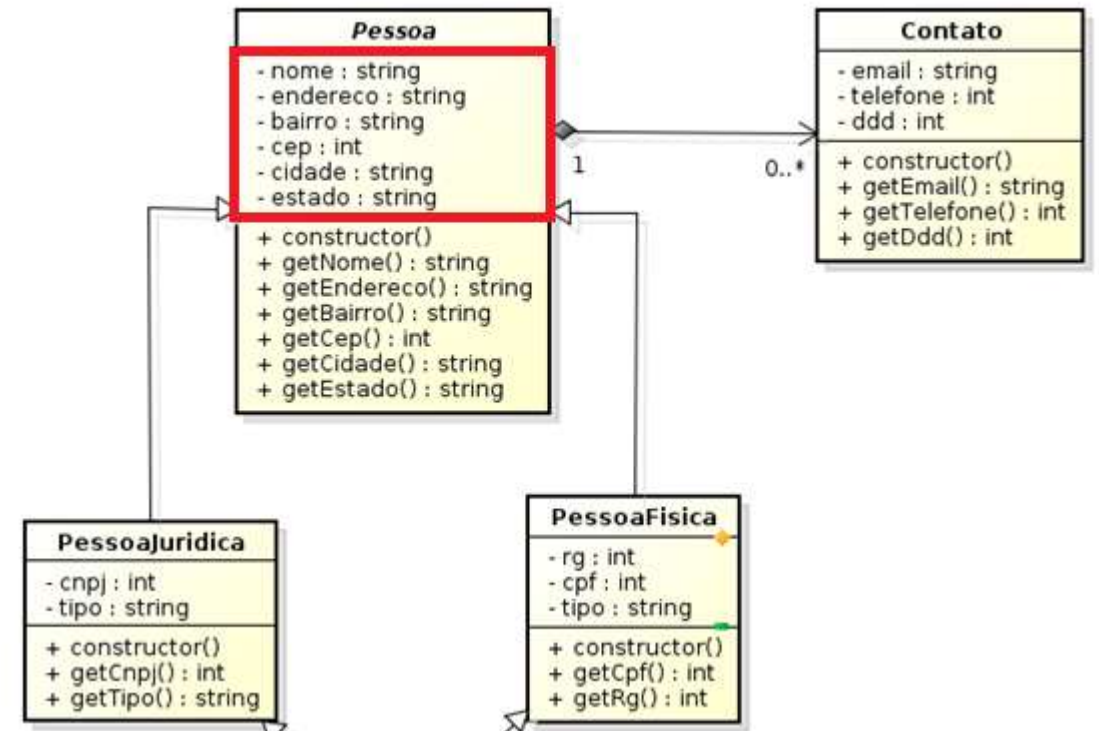 Pessoa
- nome : string
- endereco : string
- bairro : string
- cep : int
- cidade : string
- estado : string
+ constructor()
+ getNome() : string
+ getEndereco() : string
+ getBairro() : string
+ getCep() : int
+ getCidade() : string
+ getEstado() : string
1
0..*
Contato
- email : string
- telefone : int
- ddd : int
+ constructor()
+ getEmail() : string
+ getTelefone() : int
+ getDdd() : int
PessoaJuridica
- cnpj : int
- tipo : string
+ constructor()
+ getCnpj() : int
+ getTipo() : string
PessoaFisica
- rg : int
- cpf : int
- tipo : string
+ constructor()
+ getCpf() : int
+ getRg() : int